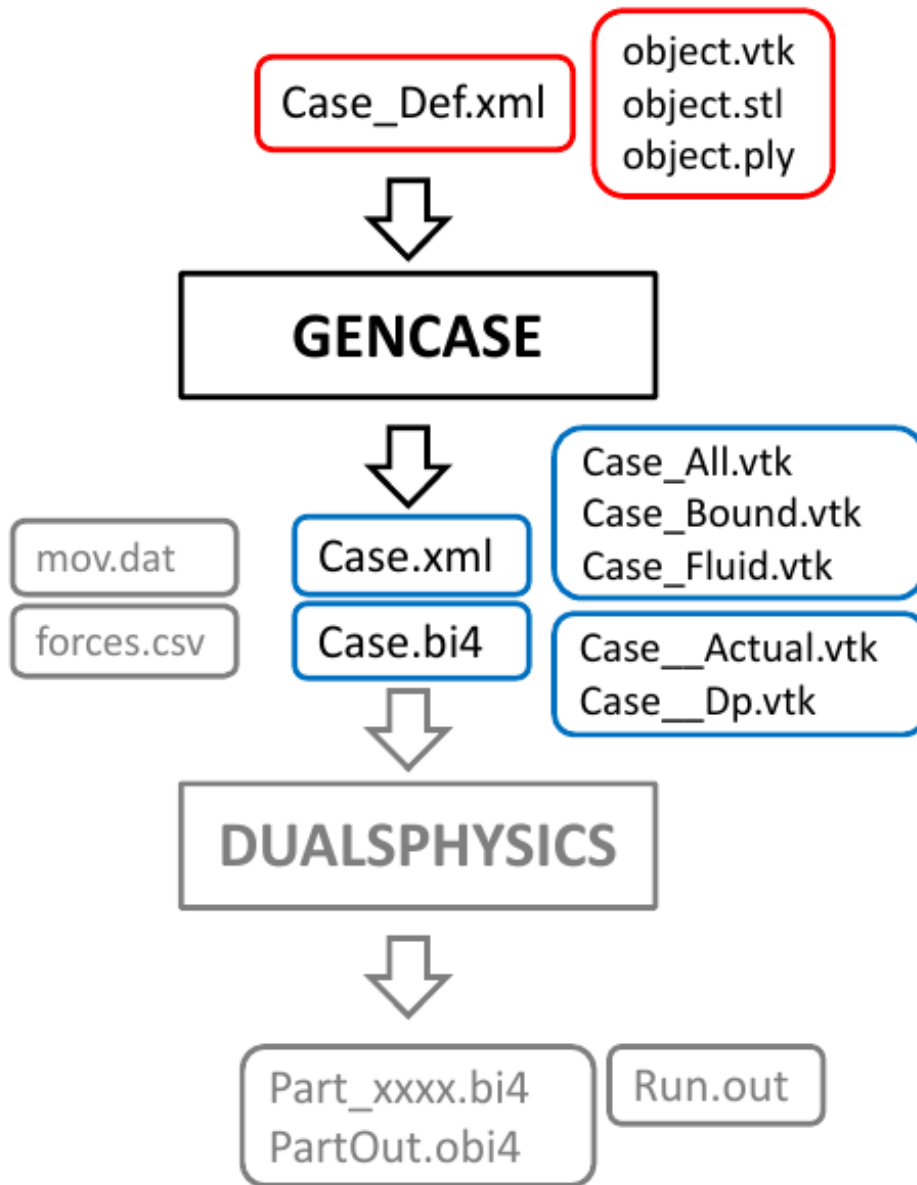 Case_Def.xml
object.vtk
object.stl
object.ply
GENCASE
mov.dat
forces.csv
Case.xml
Case.bi4
Case_All.vtk
Case_Bound.vtk
Case_Fluid.vtk
Case__Actual.vtk
Case__Dp.vtk
DUALSPHYSICS
Part_xxxx.bi4
PartOut.obi4
Run.out